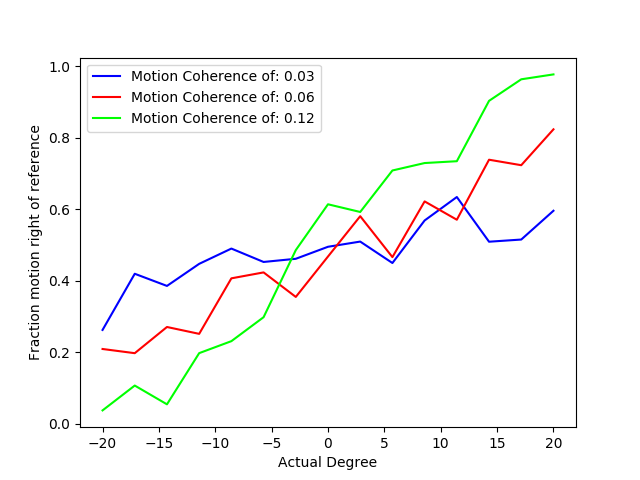 Motion Coherence of: 0.03
Motion Coherence of: 0.06
Motion Coherence of: 0.12
1.0
0.8
0.6
0.4
0.2
0.0
Fraction motion right of reference
−20 −15 −10 −5 0 5 10 15 20
Actual Degree